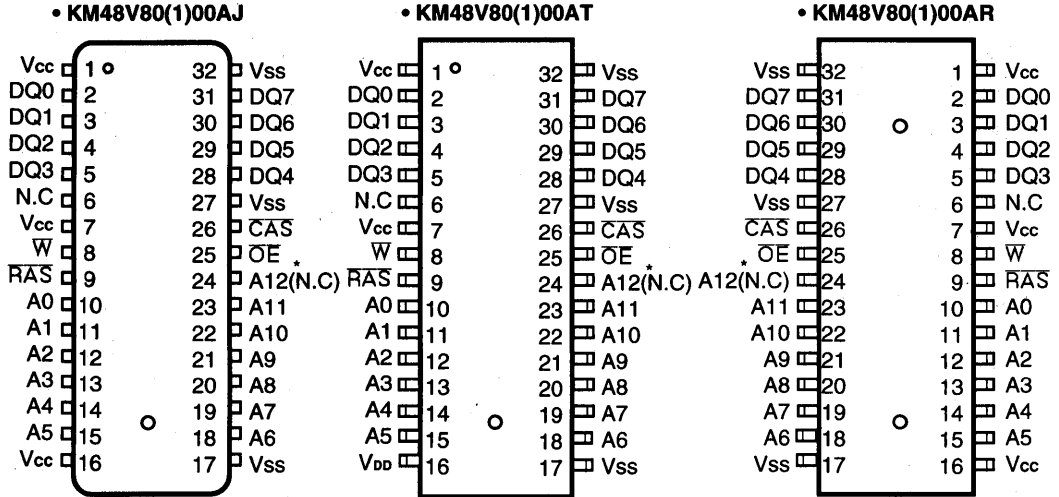 • KM48V80(1)00AJ • KM48V80(1)00AT • KM48V80(1)00AR
Vcc 1 32 Vss Vcc 1 32 Vss Vss 32 1 Vcc
DQ0 2 31 DQ7 DQ0 2 31 DQ7 DQ7 31 2 DQ0
DQ1 3 30 DQ6 DQ1 3 30 DQ6 DQ6 30 3 DQ1
DQ2 4 29 DQ5 DQ2 4 29 DQ5 DQ5 29 4 DQ2
DQ3 5 28 DQ4 DQ3 5 28 DQ4 DQ4 28 5 DQ3
N.C 6 27 Vss N.C 6 27 Vss Vss 27 6 N.C
Vcc 7 26 C̅A̅S̅ Vcc 7 26 C̅A̅S̅ C̅A̅S̅ 26 7 Vcc
W̅ 8 25 O̅E̅ W̅ 8 25 O̅E̅ O̅E̅ 25 8 W̅
R̅A̅S̅ 9 24 A12(N.C)* R̅A̅S̅ 9 24 A12(N.C)* A12(N.C)* 24 9 R̅A̅S̅
A0 10 23 A11 A0 10 23 A11 A11 23 10 A0
A1 11 22 A10 A1 11 22 A10 A10 22 11 A1
A2 12 21 A9 A2 12 21 A9 A9 21 12 A2
A3 13 20 A8 A3 13 20 A8 A8 20 13 A3
A4 14 19 A7 A4 14 19 A7 A7 19 14 A4
A5 15 18 A6 A5 15 18 A6 A6 18 15 A5
Vcc 16 17 Vss VDD 16 17 Vss Vss 17 16 Vcc